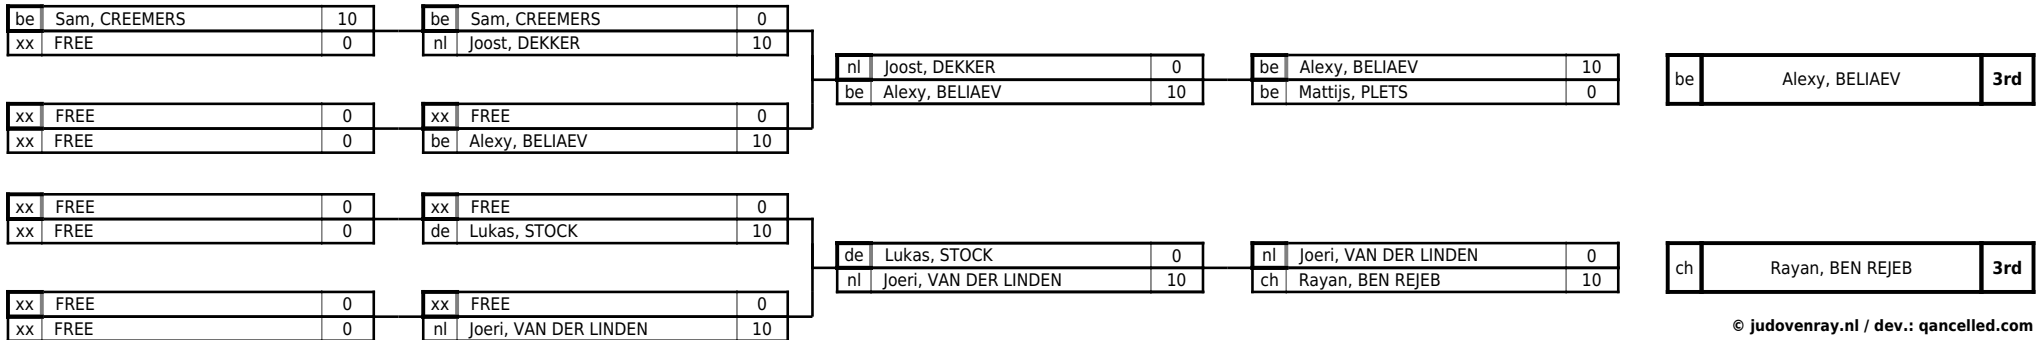 be Sam, CREEMERS 10 be Sam, CREEMERS 0
xx FREE 0 nl Joost, DEKKER 10
nl Joost, DEKKER 0 be Alexy, BELIAEV 10
be Alexy, BELIAEV 3rd
be Alexy, BELIAEV 10 be Mattijs, PLETS 0
xx FREE 0 xx FREE 0
xx FREE 0 be Alexy, BELIAEV 10
xx FREE 0 xx FREE 0
xx FREE 0 de Lukas, STOCK 10
de Lukas, STOCK 0 nl Joeri, VAN DER LINDEN 0
ch Rayan, BEN REJEB 3rd
nl Joeri, VAN DER LINDEN 10 ch Rayan, BEN REJEB 10
xx FREE 0 xx FREE 0
xx FREE 0 nl Joeri, VAN DER LINDEN 10
© judovenray.nl / dev.: qancelled.com